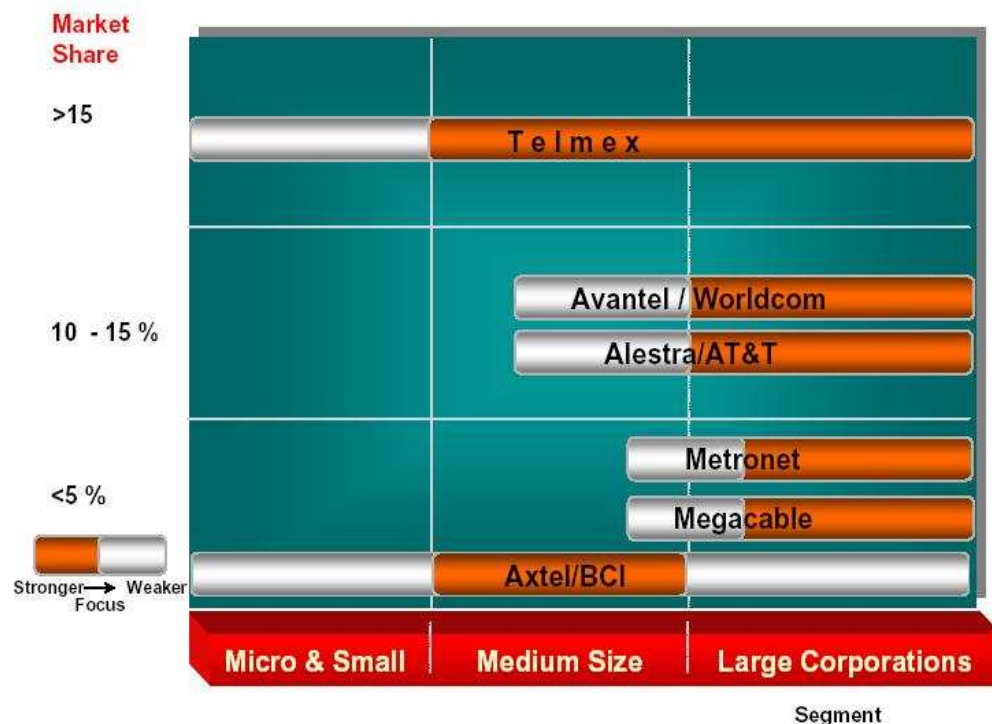 Market
Share
>15
T e l m e x
Avantel / Worldcom
10 - 15 %
Alestra/AT&T
Metronet
<5 %
Megacable
Axtel/BCI
Stronger Weaker
Focus
Micro & Small Medium Size Large Corporations
Segment